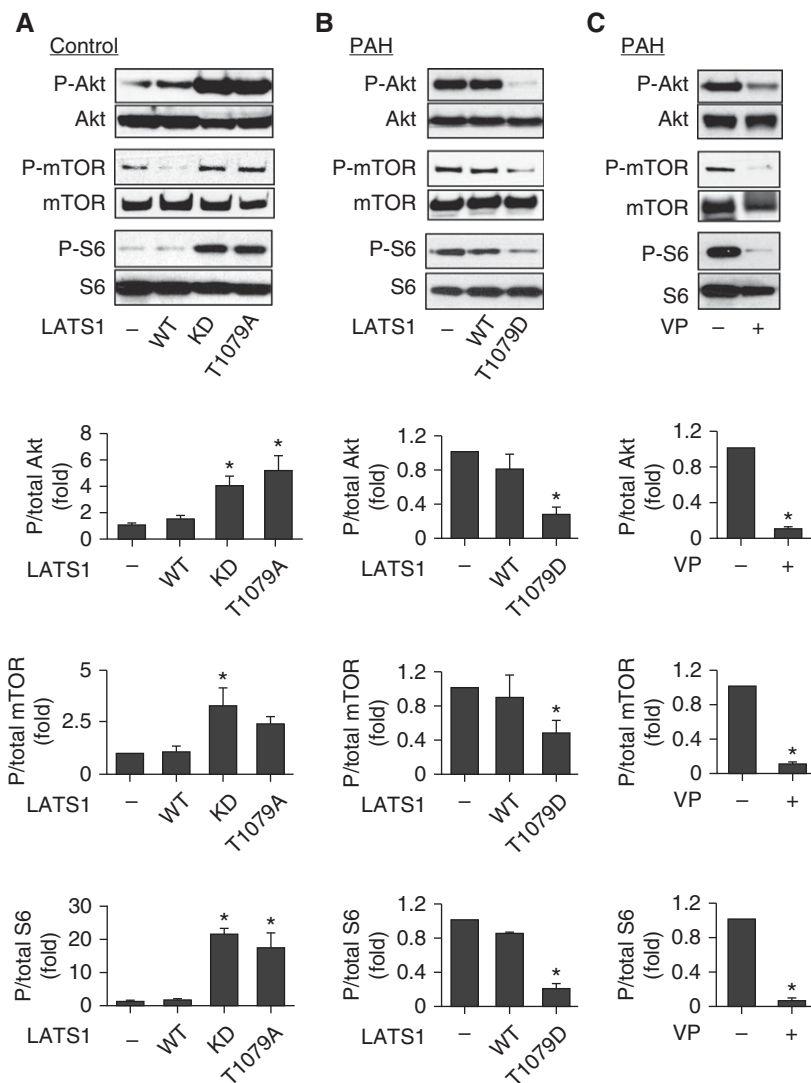 A
B
C
Control
PAH
PAH
P-Akt
Akt
P-mTOR
mTOR
P-S6
S6
LATS1
– WT KD T1079A
P-Akt
Akt
P-mTOR
mTOR
P-S6
S6
LATS1
– WT T1079D
P-Akt
Akt
P-mTOR
mTOR
P-S6
S6
VP – +
P/total Akt
(fold)
8
6
4
2
0
* *
LATS1
– WT KD T1079A
P/total Akt
(fold)
1.2
0.8
0.4
0
*
LATS1
– WT T1079D
P/total Akt
(fold)
1.2
0.8
0.4
0
*
VP – +
P/total mTOR
(fold)
5
2.5
0
*
LATS1
– WT KD T1079A
P/total mTOR
(fold)
1.2
0.8
0.4
0
*
LATS1
– WT T1079D
P/total mTOR
(fold)
1.2
0.8
0.4
0
*
VP – +
P/total S6
(fold)
30
20
10
0
* *
LATS1
– WT KD T1079A
P/total S6
(fold)
1.2
0.8
0.4
0
*
LATS1
– WT T1079D
P/total S6
(fold)
1.2
0.8
0.4
0
*
VP – +